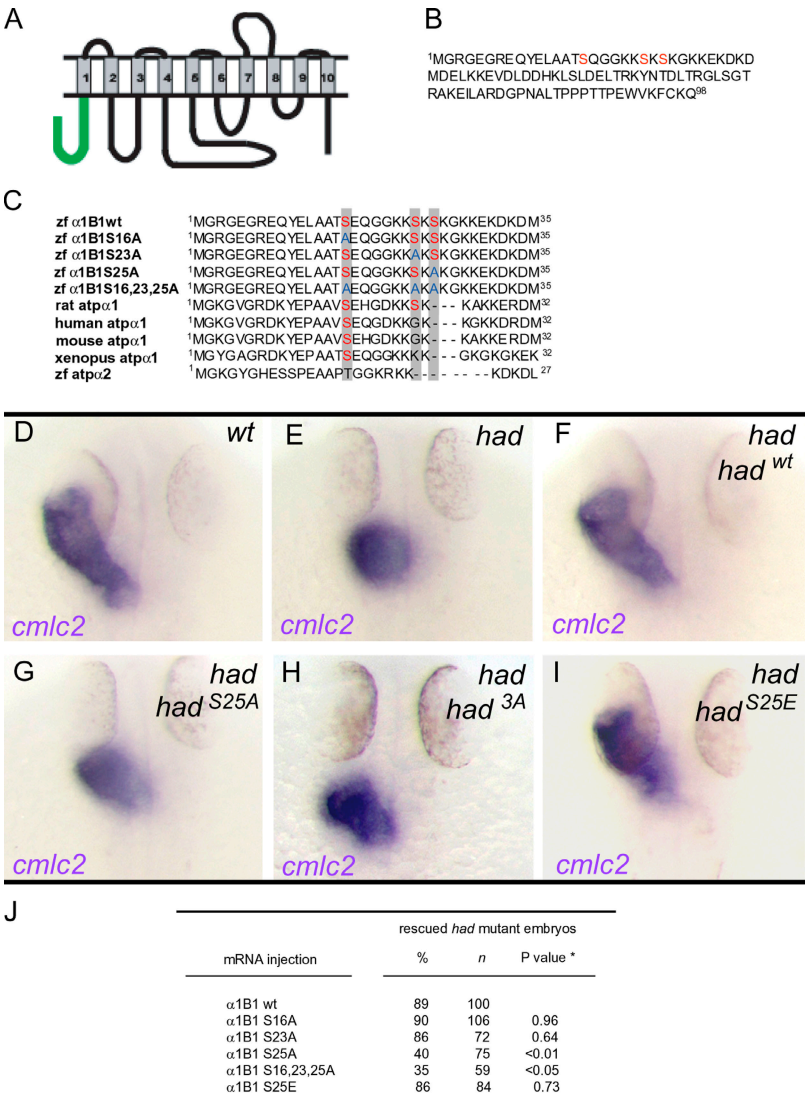 A
B
1 2 3 4 5 6 7 8 9 10
1MGRGEGREQYELAATSQGGKKSKSKGKKEKDKD
MDELKKEVDLDDHKLSLDELTRKYNTDLTRGLSGT
RAKEILARDGPNALTPPPTTPEWVKFCKQ98
C
zf α1B1wt 1MGRGEGREQYELAATSEQGGKKSKSKGKKEKDKDM35
zf α1B1S16A 1MGRGEGREQYELAATAEQGGKKSKSKGKKEKDKDM35
zf α1B1S23A 1MGRGEGREQYELAATSEQGGKKAKSKGKKEKDKDM35
zf α1B1S25A 1MGRGEGREQYELAATSEQGGKKSKAKGKKEKDKDM35
zf α1B1S16,23,25A 1MGRGEGREQYELAATAEQGGKKAKAKGKKEKDKDM35
rat atpα1 1MGKGVGRDKYEPAAVSEHGDKKSK- - - KAKKERDM32
human atpα1 1MGKGVGRDKYEPAAVSEQGDKKGK- - - KGKKDRDM32
mouse atpα1 1MGKGVGRDKYEPAAVSEHGDKKGK- - - KAKKERDM32
xenopus atpα1 1MGYGAGRDKYEPAATSEQGGKKKK- - - GKGKGKEK32
zf atpα2 1MGKGYGHESSPEAAPTGGKRKK- - - - - - - - KDKDL27
D
wt
E
had
F
had
had wt
cmlc2
cmlc2
cmlc2
G
had
had S25A
H
had
had 3A
I
had
had S25E
cmlc2
cmlc2
cmlc2
J
rescued had mutant embryos
mRNA injection % n P value *
α1B1 wt 89 100
α1B1 S16A 90 106 0.96
α1B1 S23A 86 72 0.64
α1B1 S25A 40 75 <0.01
α1B1 S16,23,25A 35 59 <0.05
α1B1 S25E 86 84 0.73